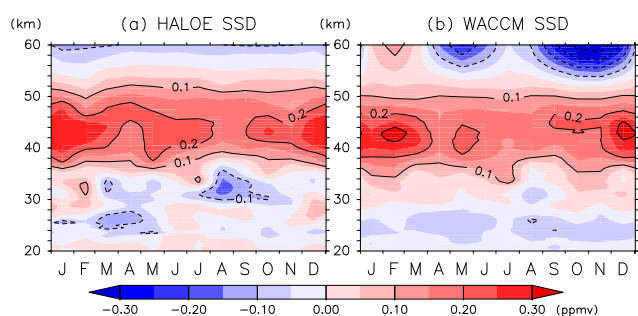 (km) (a) HALOE SSD (km) (b) WACCM SSD
60 60
50 50
40 40
30 30
20 20
0.1 0.2 0.2 0.1 -0.1
0.1 0.2 0.2 0.1
J F M A M J J A S O N D J F M A M J J A S O N D
-0.30 -0.20 -0.10 0.00 0.10 0.20 0.30 (ppmv)